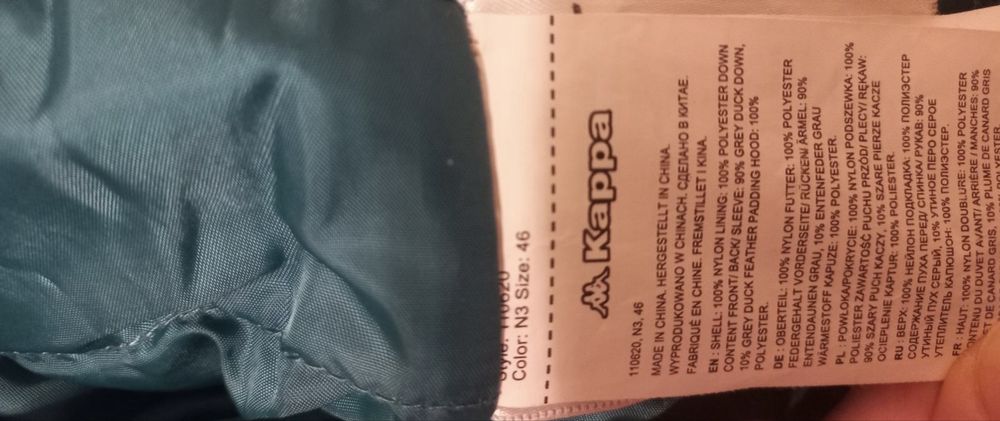 Style: 110620
Color: N3 Size: 46
Kappa
110620, N3, 46
MADE IN CHINA. HERGESTELLT IN CHINA.
WYPRODUKOWANO W CHINACH. СДЕЛАНО В КИТАЕ.
FABRIQUÉ EN CHINE. FREMSTILLET I KINA.
EN : SHELL: 100% NYLON LINING: 100% POLYESTER DOWN
CONTENT FRONT/ BACK/ SLEEVE: 90% GREY DUCK DOWN,
10% GREY DUCK FEATHER PADDING HOOD: 100%
POLYESTER.
DE : OBERTEIL: 100% NYLON FUTTER: 100% POLYESTER
FEDERGEHALT VORDERSEITE/ RÜCKEN/ ÄRMEL: 90%
ENTENDAUNEN GRAU, 10% ENTENFEDER GRAU
WÄRMESTOFF KAPUZE: 100% POLYESTER.
PL : POWLOKA/POKRYCIE: 100% NYLON PODSZEWKA: 100%
POLIESTER ZAWARTOŚĆ PUCHU PRZÓD/ PLECY/ RĘKAW:
90% SZARY PUCH KACZY, 10% SZARE PIERZE KACZE
OCIEPLENIE KAPTUR: 100% POLIESTER.
RU : ВЕРХ: 100% НЕЙЛОН ПОДКЛАДКА: 100% ПОЛИЭСТЕР
СОДЕРЖАНИЕ ПУХА ПЕРЕД/ СПИНКА/ РУКАВ: 90%
УТИНЫЙ ПУХ СЕРЫЙ, 10% УТИНОЕ ПЕРО СЕРОЕ
УТЕПЛИТЕЛЬ КАПЮШОН: 100% ПОЛИЭСТЕР.
FR : HAUT: 100% NYLON DOUBLURE: 100% POLYESTER
CONTENU DU DUVET AVANT/ ARRIÈRE / MANCHES: 90%
DE CANARD GRIS, 10% PLUME DE CANARD GRIS